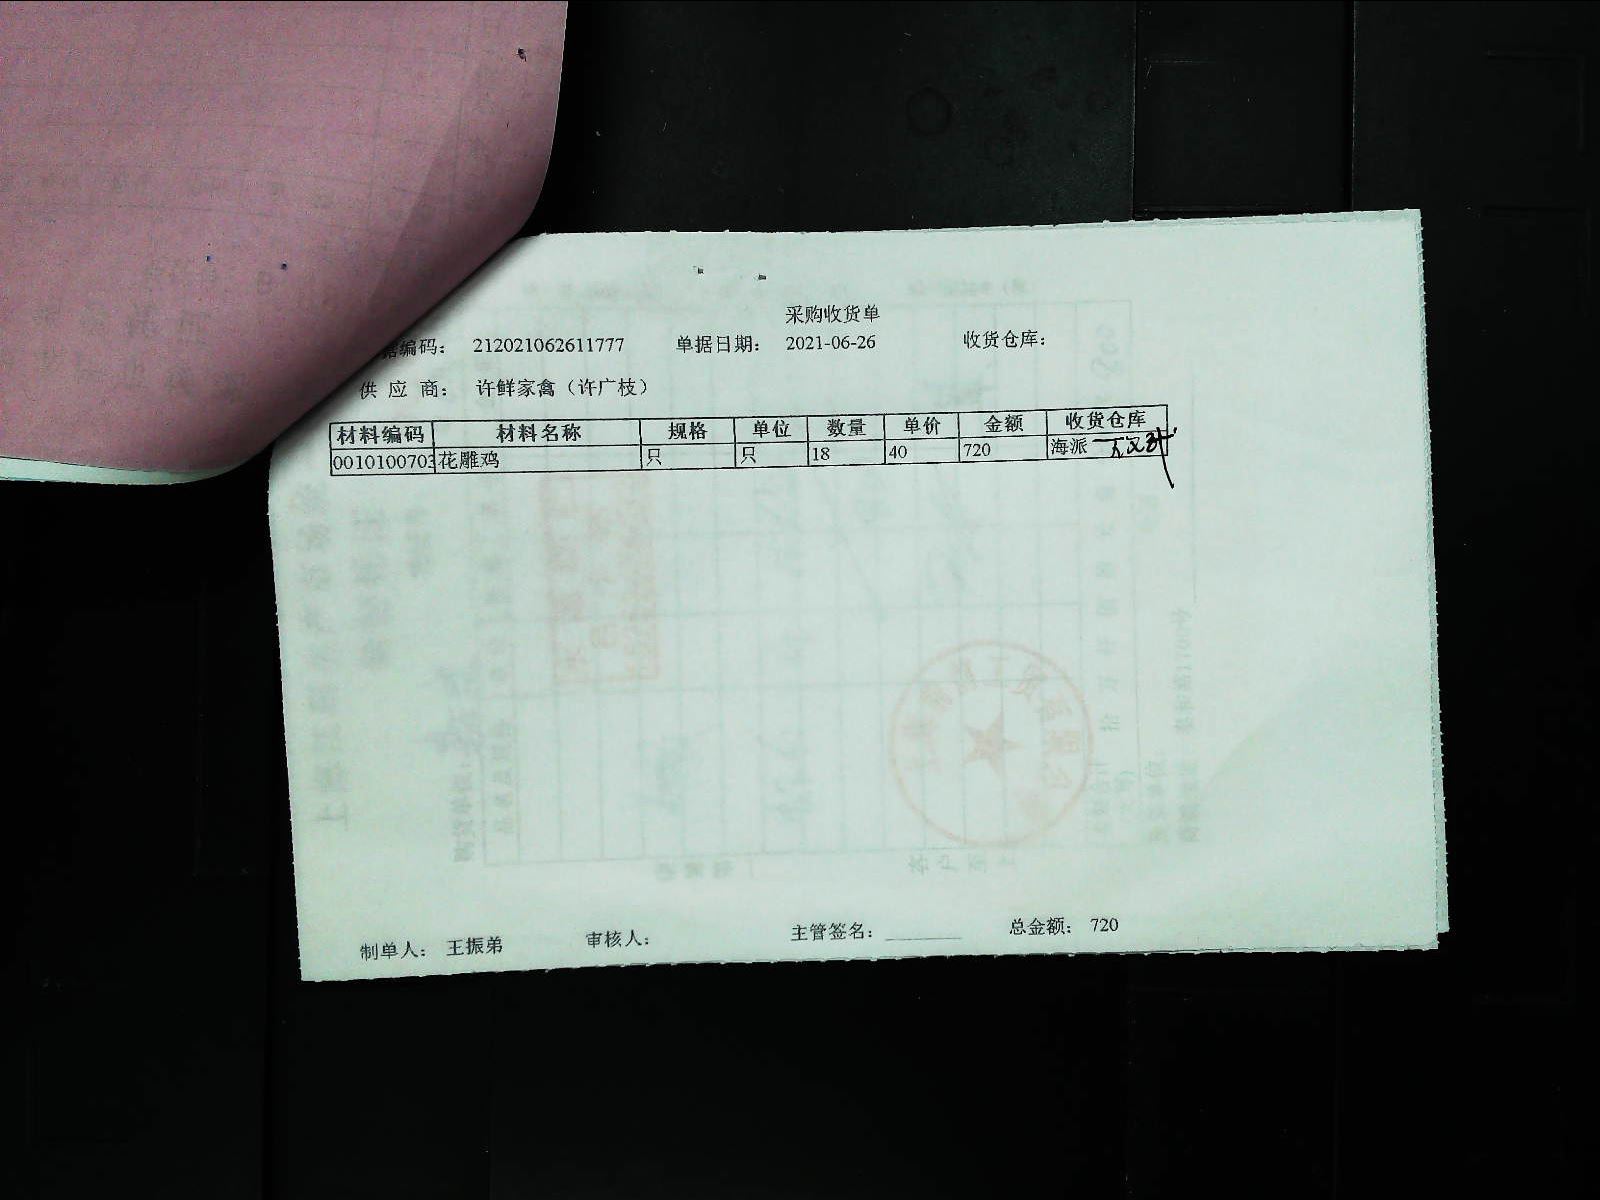 采购收货单
据编码： 212021062611777 单据日期： 2021-06-26 收货仓库：
供 应 商： 许鲜家禽（许广枝）
材料编码 材料名称 规格 单位 数量 单价 金额 收货仓库
0010100703 花雕鸡 只 只 18 40 720 海派
制单人： 王振弟 审核人： 主管签名： ________ 总金额： 720